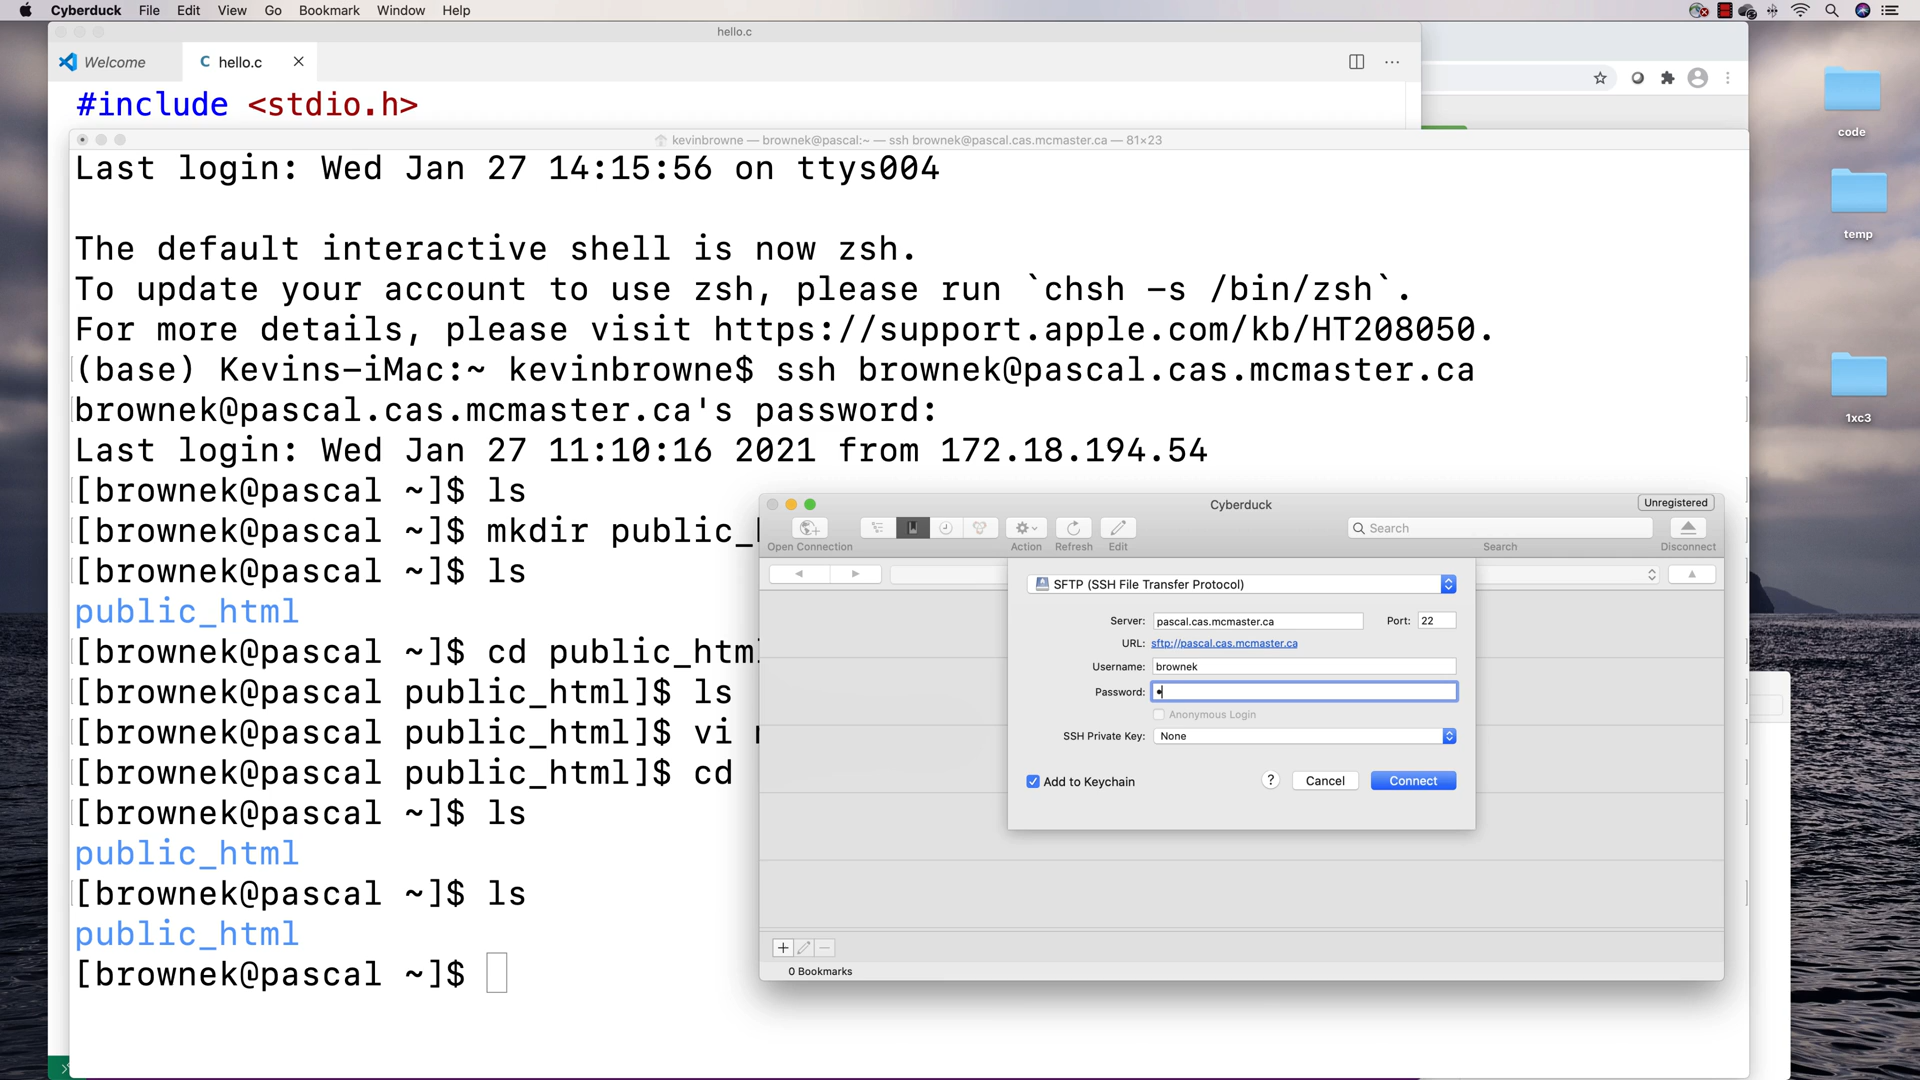 Cyberduck File Edit View Go Bookmark Window Help
hello.c
Welcome
C hello.c
#include <stdio.h>
kevinbrowne — brownek@pascal:~ — ssh brownek@pascal.cas.mcmaster.ca — 81×23
Last login: Wed Jan 27 14:15:56 on ttys004
The default interactive shell is now zsh.
To update your account to use zsh, please run `chsh -s /bin/zsh`.
For more details, please visit https://support.apple.com/kb/HT208050.
(base) Kevins-iMac:~ kevinbrowne$ ssh brownek@pascal.cas.mcmaster.ca
brownek@pascal.cas.mcmaster.ca's password:
Last login: Wed Jan 27 11:10:16 2021 from 172.18.194.54
[brownek@pascal ~]$ ls
[brownek@pascal ~]$ mkdir public_
[brownek@pascal ~]$ ls
public_html
[brownek@pascal ~]$ cd public_htm
[brownek@pascal public_html]$ ls
[brownek@pascal public_html]$ vi
[brownek@pascal public_html]$ cd
[brownek@pascal ~]$ ls
public_html
[brownek@pascal ~]$ ls
public_html
[brownek@pascal ~]$
Cyberduck
Unregistered
Open Connection
Action
Refresh
Edit
Search
Search
Disconnect
SFTP (SSH File Transfer Protocol)
Server: pascal.cas.mcmaster.ca Port: 22
URL: sftp://pascal.cas.mcmaster.ca
Username: brownek
Password: •
Anonymous Login
SSH Private Key: None
Add to Keychain
? Cancel Connect
0 Bookmarks
code
temp
1xc3